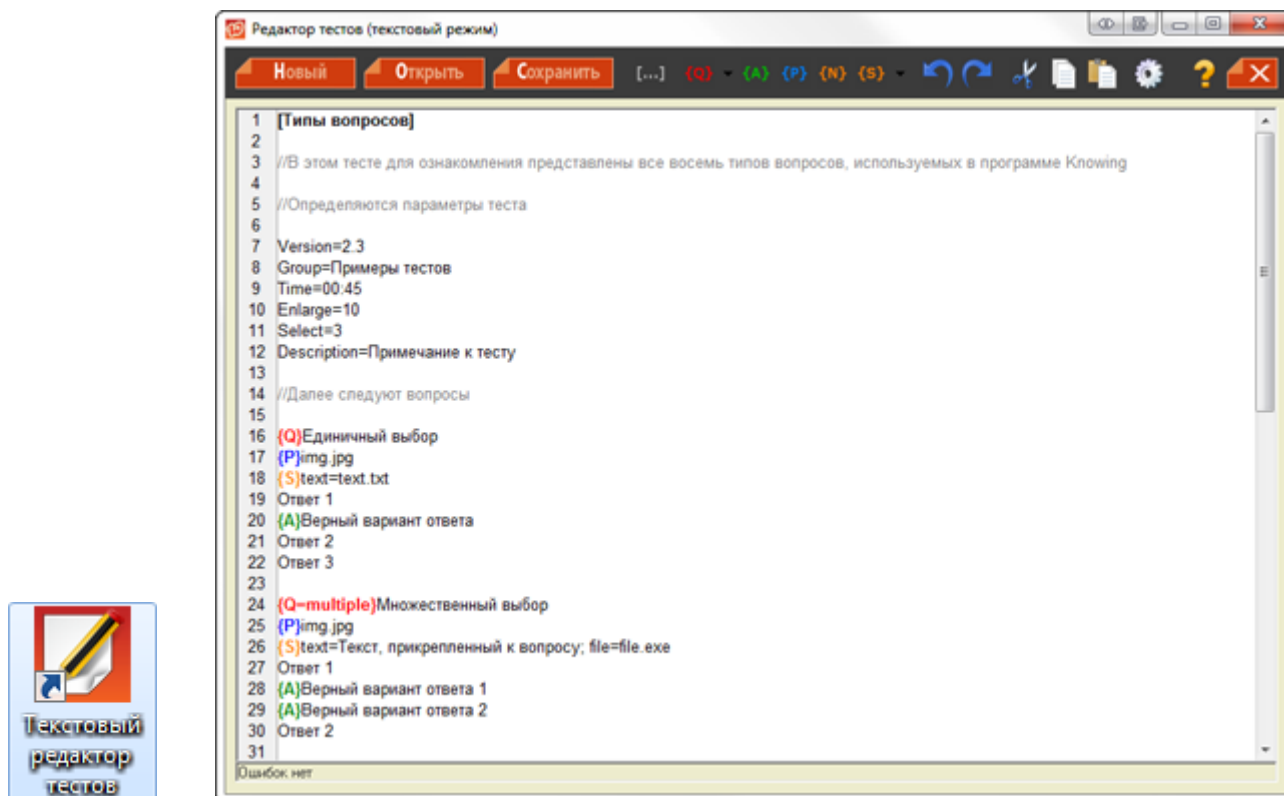 Редактор тестов (текстовый режим)
Новый Открыть Сохранить [...] {Q} {A} {P} {N} {S}
1 [Типы вопросов]
2
3 //В этом тесте для ознакомления представлены все восемь типов вопросов, используемых в программе Knowing
4
5 //Определяются параметры теста
6
7 Version=2.3
8 Group=Примеры тестов
9 Time=00:45
10 Enlarge=10
11 Select=3
12 Description=Примечание к тесту
13
14 //Далее следуют вопросы
15
16 {Q}Единичный выбор
17 {P}img.jpg
18 {S}text=text.txt
19 Ответ 1
20 {A}Верный вариант ответа
21 Ответ 2
22 Ответ 3
23
24 {Q=multiple}Множественный выбор
25 {P}img.jpg
26 {S}text=Текст, прикрепленный к вопросу; file=file.exe
27 Ответ 1
28 {A}Верный вариант ответа 1
29 {A}Верный вариант ответа 2
30 Ответ 2
31
Ошибок нет
Текстовый
редактор
тестов